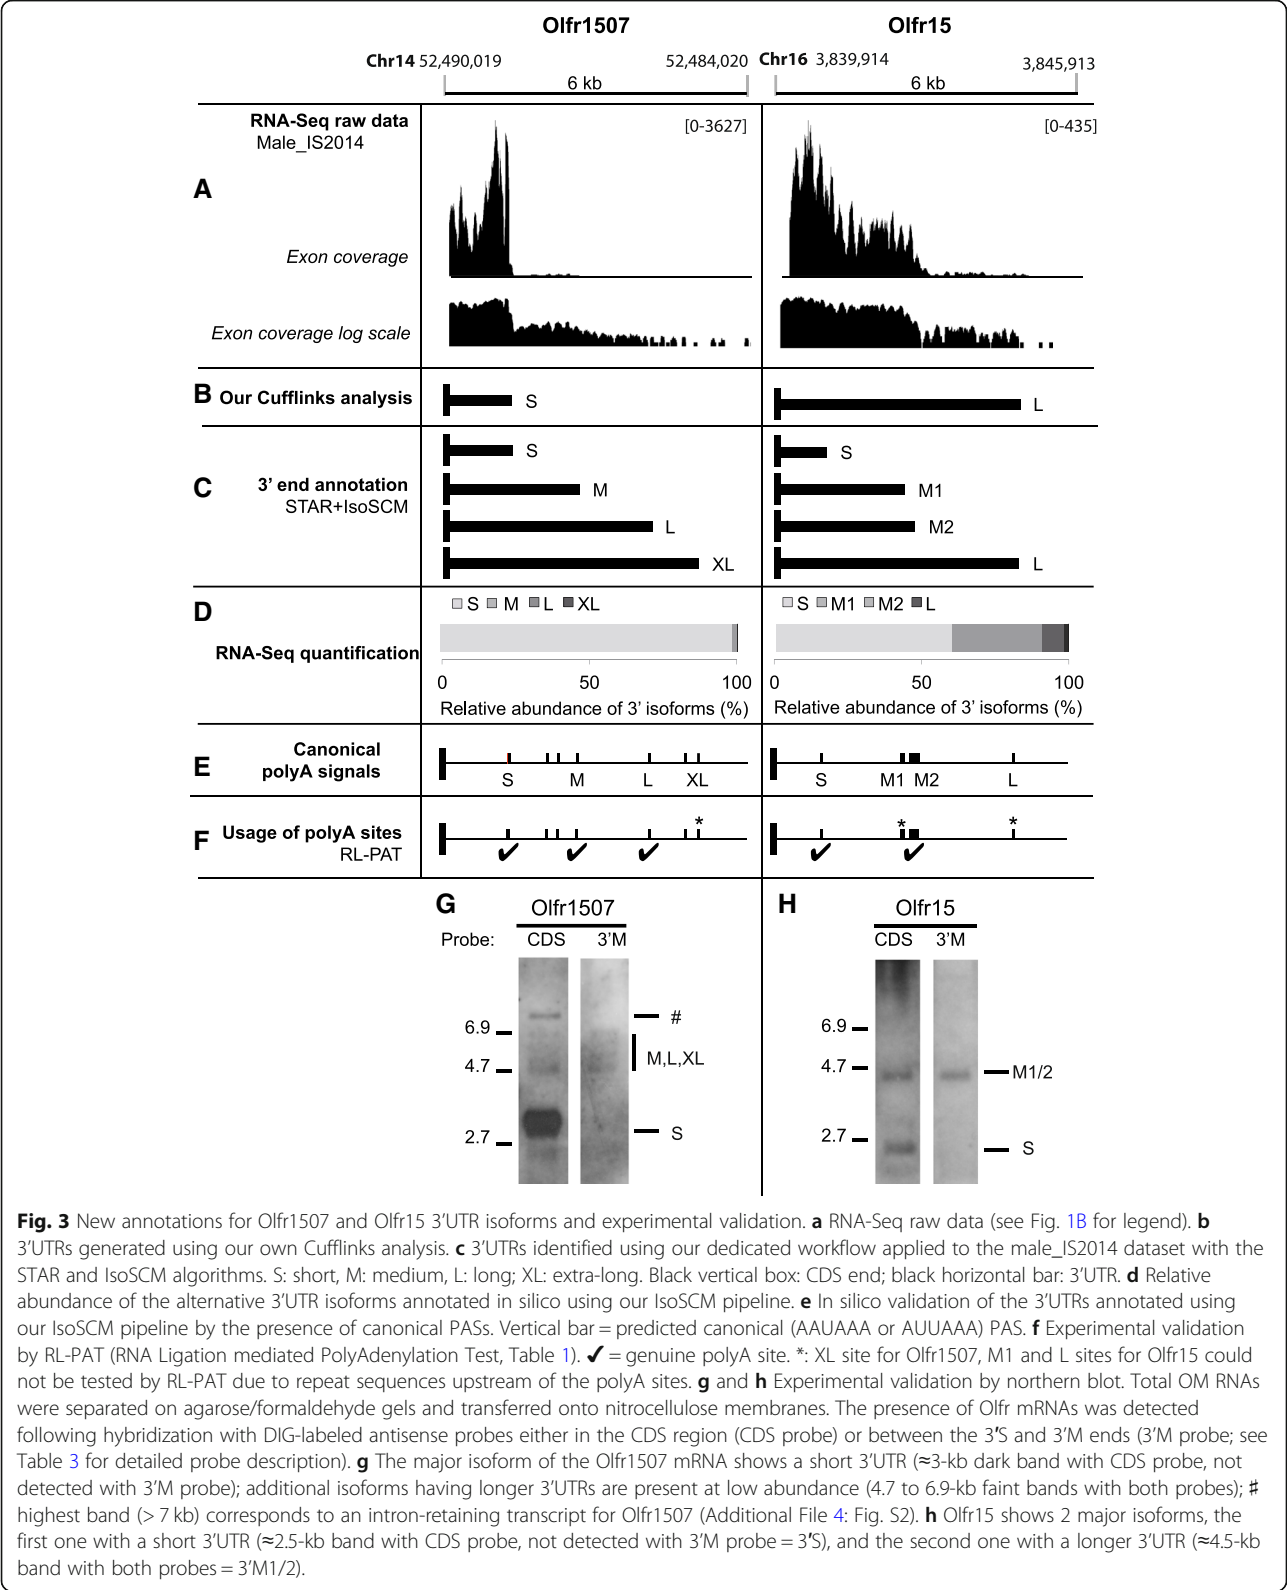 Olfr1507 Olfr15
Chr14 52,490,019 52,484,020 Chr16 3,839,914 3,845,913
6 kb 6 kb
RNA-Seq raw data [0-3627] [0-435]
Male_IS2014
A
Exon coverage
Exon coverage log scale
B Our Cufflinks analysis S L
S S
C 3' end annotation M M1
STAR+IsoSCM L M2
XL L
D S M L XL S M1 M2 L
RNA-Seq quantification
0 50 100 0 50 100
Relative abundance of 3' isoforms (%) Relative abundance of 3' isoforms (%)
E Canonical
polyA signals
S M L XL S M1 M2 L
F Usage of polyA sites * * *
RL-PAT ✔ ✔ ✔ ✔ ✔
G Olfr1507 H Olfr15
Probe: CDS 3'M CDS 3'M
6.9 # 6.9
4.7 M,L,XL 4.7 M1/2
2.7 S 2.7 S
Fig. 3 New annotations for Olfr1507 and Olfr15 3′UTR isoforms and experimental validation. a RNA-Seq raw data (see Fig. 1B for legend). b
3′UTRs generated using our own Cufflinks analysis. c 3′UTRs identified using our dedicated workflow applied to the male_IS2014 dataset with the
STAR and IsoSCM algorithms. S: short, M: medium, L: long; XL: extra-long. Black vertical box: CDS end; black horizontal bar: 3′UTR. d Relative
abundance of the alternative 3′UTR isoforms annotated in silico using our IsoSCM pipeline. e In silico validation of the 3′UTRs annotated using
our IsoSCM pipeline by the presence of canonical PASs. Vertical bar = predicted canonical (AAUAAA or AUUAAA) PAS. f Experimental validation
by RL-PAT (RNA Ligation mediated PolyAdenylation Test, Table 1). ✔ = genuine polyA site. *: XL site for Olfr1507, M1 and L sites for Olfr15 could
not be tested by RL-PAT due to repeat sequences upstream of the polyA sites. g and h Experimental validation by northern blot. Total OM RNAs
were separated on agarose/formaldehyde gels and transferred onto nitrocellulose membranes. The presence of Olfr mRNAs was detected
following hybridization with DIG-labeled antisense probes either in the CDS region (CDS probe) or between the 3′S and 3′M ends (3′M probe; see
Table 3 for detailed probe description). g The major isoform of the Olfr1507 mRNA shows a short 3′UTR (≈3-kb dark band with CDS probe, not
detected with 3′M probe); additional isoforms having longer 3′UTRs are present at low abundance (4.7 to 6.9-kb faint bands with both probes); #
highest band (> 7 kb) corresponds to an intron-retaining transcript for Olfr1507 (Additional File 4: Fig. S2). h Olfr15 shows 2 major isoforms, the
first one with a short 3′UTR (≈2.5-kb band with CDS probe, not detected with 3′M probe = 3′S), and the second one with a longer 3′UTR (≈4.5-kb
band with both probes = 3′M1/2).